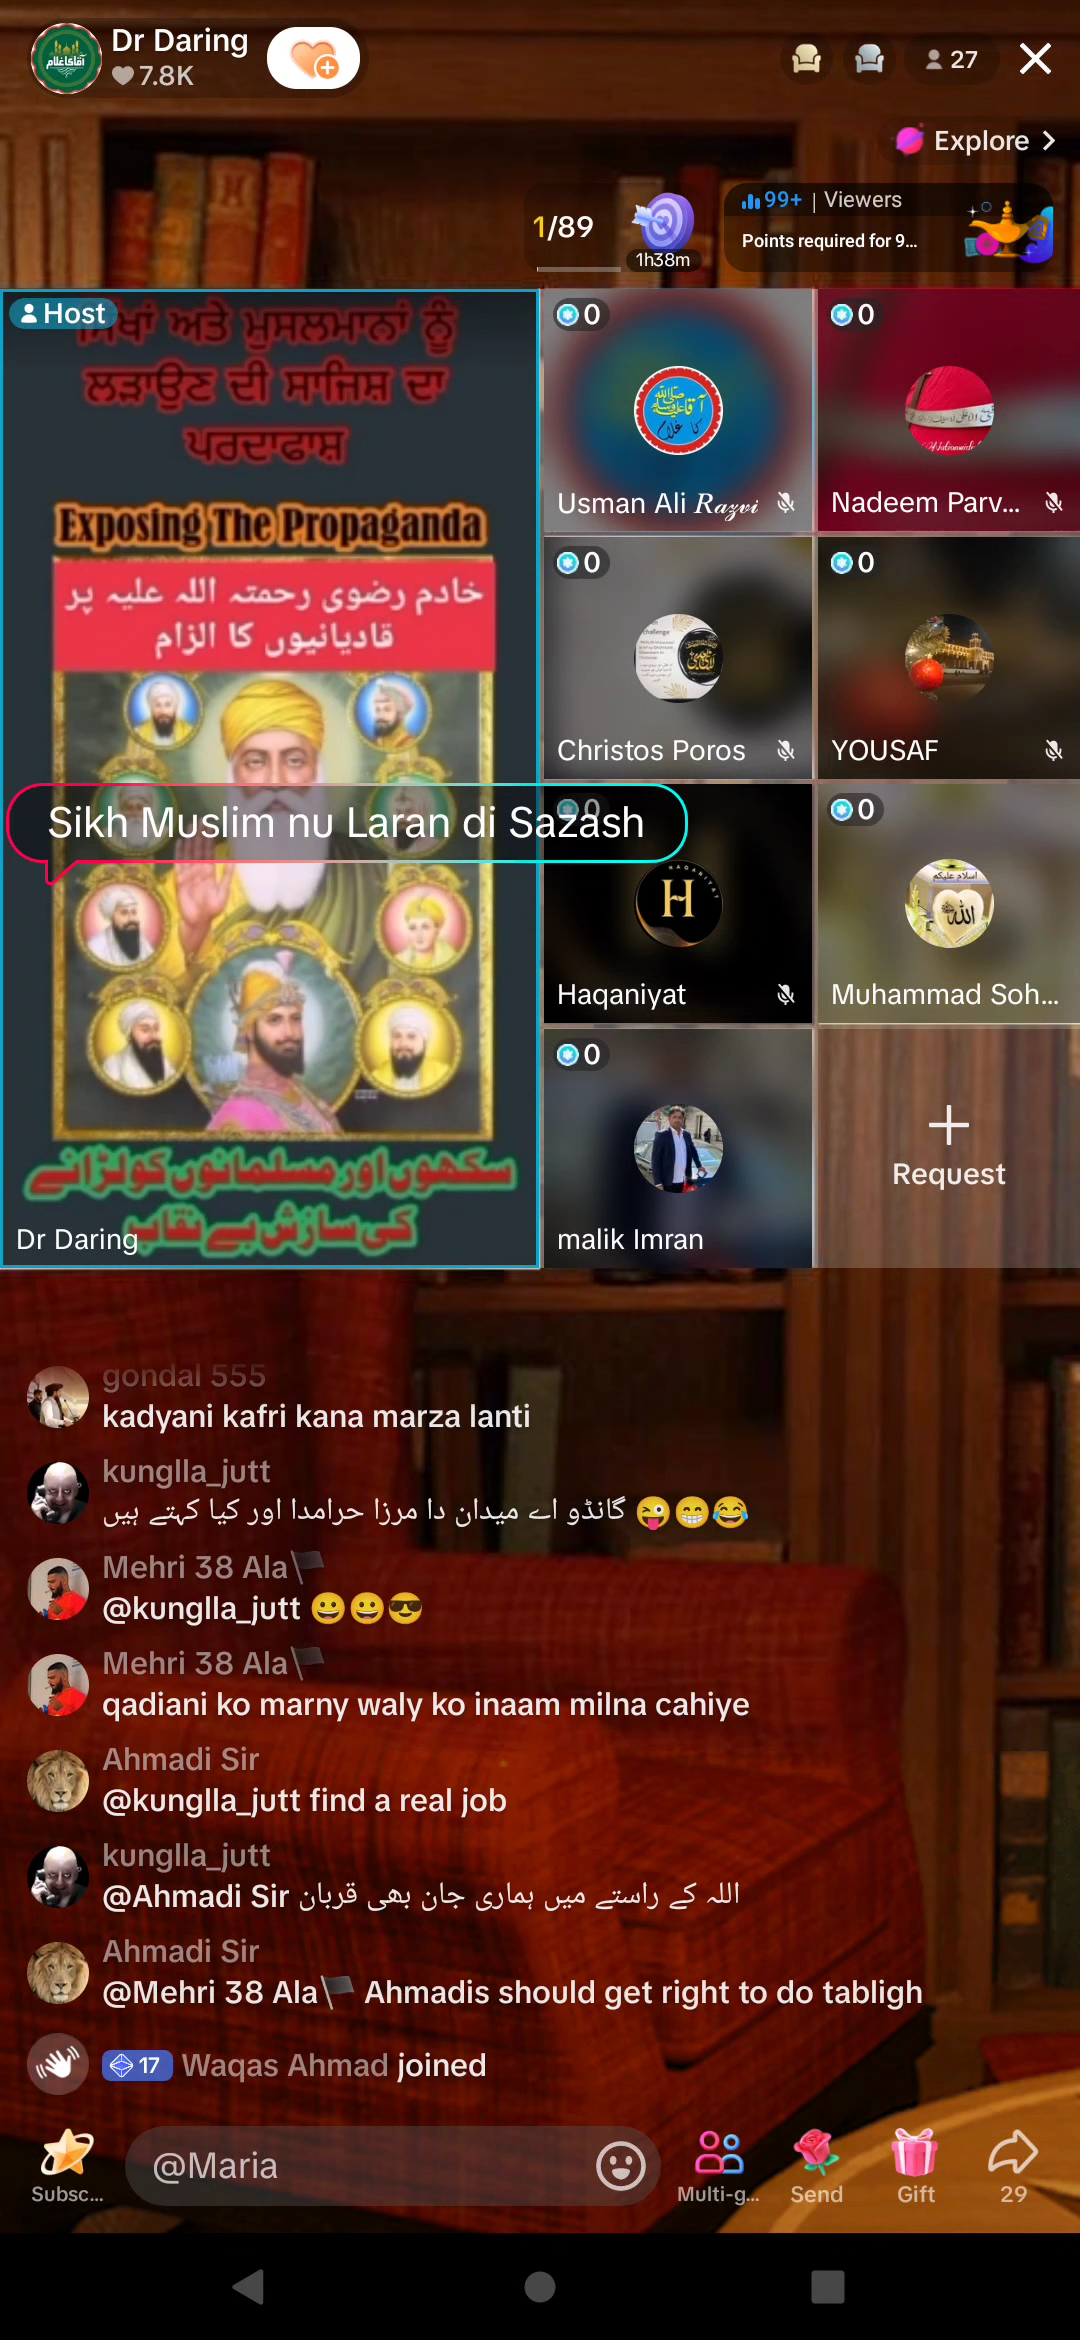 Dr Daring
7.8K
27
Explore
1/89
1h38m
99+ | Viewers
Points required for 9...
Host
ਸਿੱਖਾਂ ਅਤੇ ਮੁਸਲਮਾਨਾਂ ਨੂੰ
ਲੜਾਉਣ ਦੀ ਸਾਜਿਸ਼ ਦਾ
ਪਰਦਾਫਾਸ਼
Exposing The Propaganda
خادم رضوی رحمتہ اللہ علیہ پر
قادیانیوں کا الزام
Sikh Muslim nu Laran di Sazash
سکھوں اور مسلمانوں کو لڑانے
کی سازش بے نقاب
Dr Daring
0
Usman Ali Razvi
0
Nadeem Parv...
0
Christos Poros
0
YOUSAF
0
H
Haqaniyat
0
اسلام علیکم
الله
Muhammad Soh...
0
malik Imran
Request
gondal 555
kadyani kafri kana marza lanti
kunglla_jutt
گانڈو اے میدان دا مرزا حرامدا اور کیا کہتے ہیں 😜😁😂
Mehri 38 Ala🏴
@kunglla_jutt 😀😀😎
Mehri 38 Ala🏴
qadiani ko marny waly ko inaam milna cahiye
Ahmadi Sir
@kunglla_jutt find a real job
kunglla_jutt
@Ahmadi Sir اللہ کے راستے میں ہماری جان بھی قربان
Ahmadi Sir
@Mehri 38 Ala🏴 Ahmadis should get right to do tabligh
17 Waqas Ahmad joined
@Maria
Subsc...
Multi-g...
Send
Gift
29